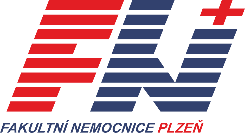 FN
FAKULTNÍ NEMOCNICE PLZEŇ